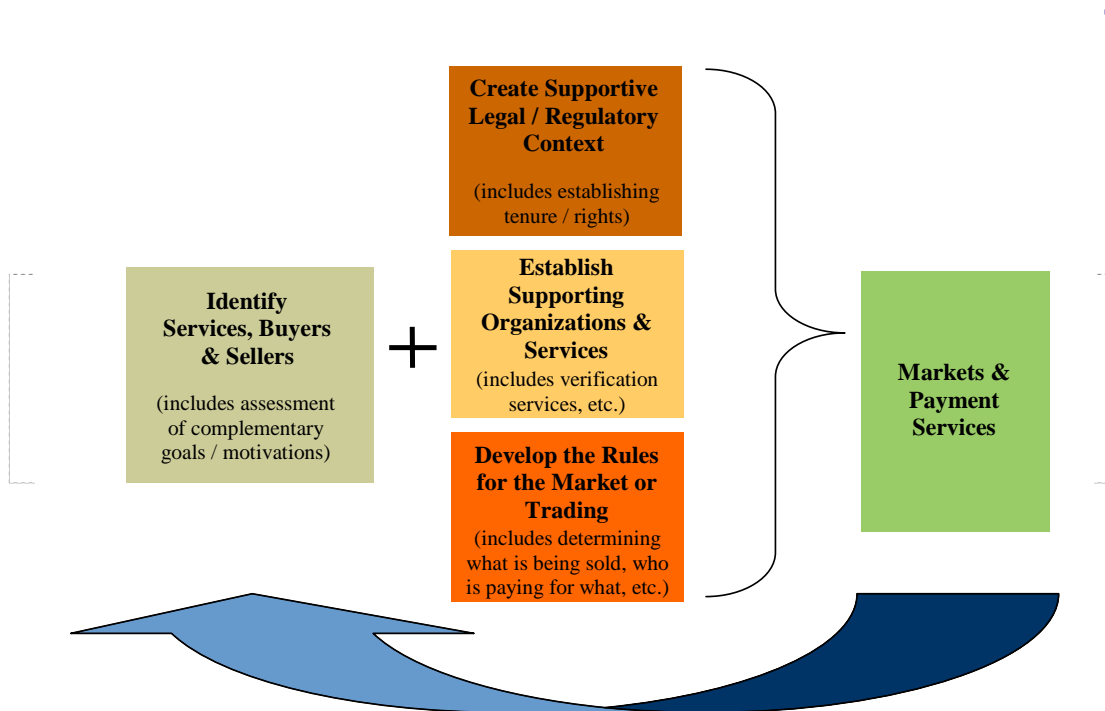 Create Supportive
Legal / Regulatory
Context
(includes establishing
tenure / rights)
Identify
Services, Buyers
& Sellers
(includes assessment
of complementary
goals / motivations)
+
Establish
Supporting
Organizations &
Services
(includes verification
services, etc.)
Develop the Rules
for the Market or
Trading
(includes determining
what is being sold, who
is paying for what, etc.)
Markets &
Payment
Services